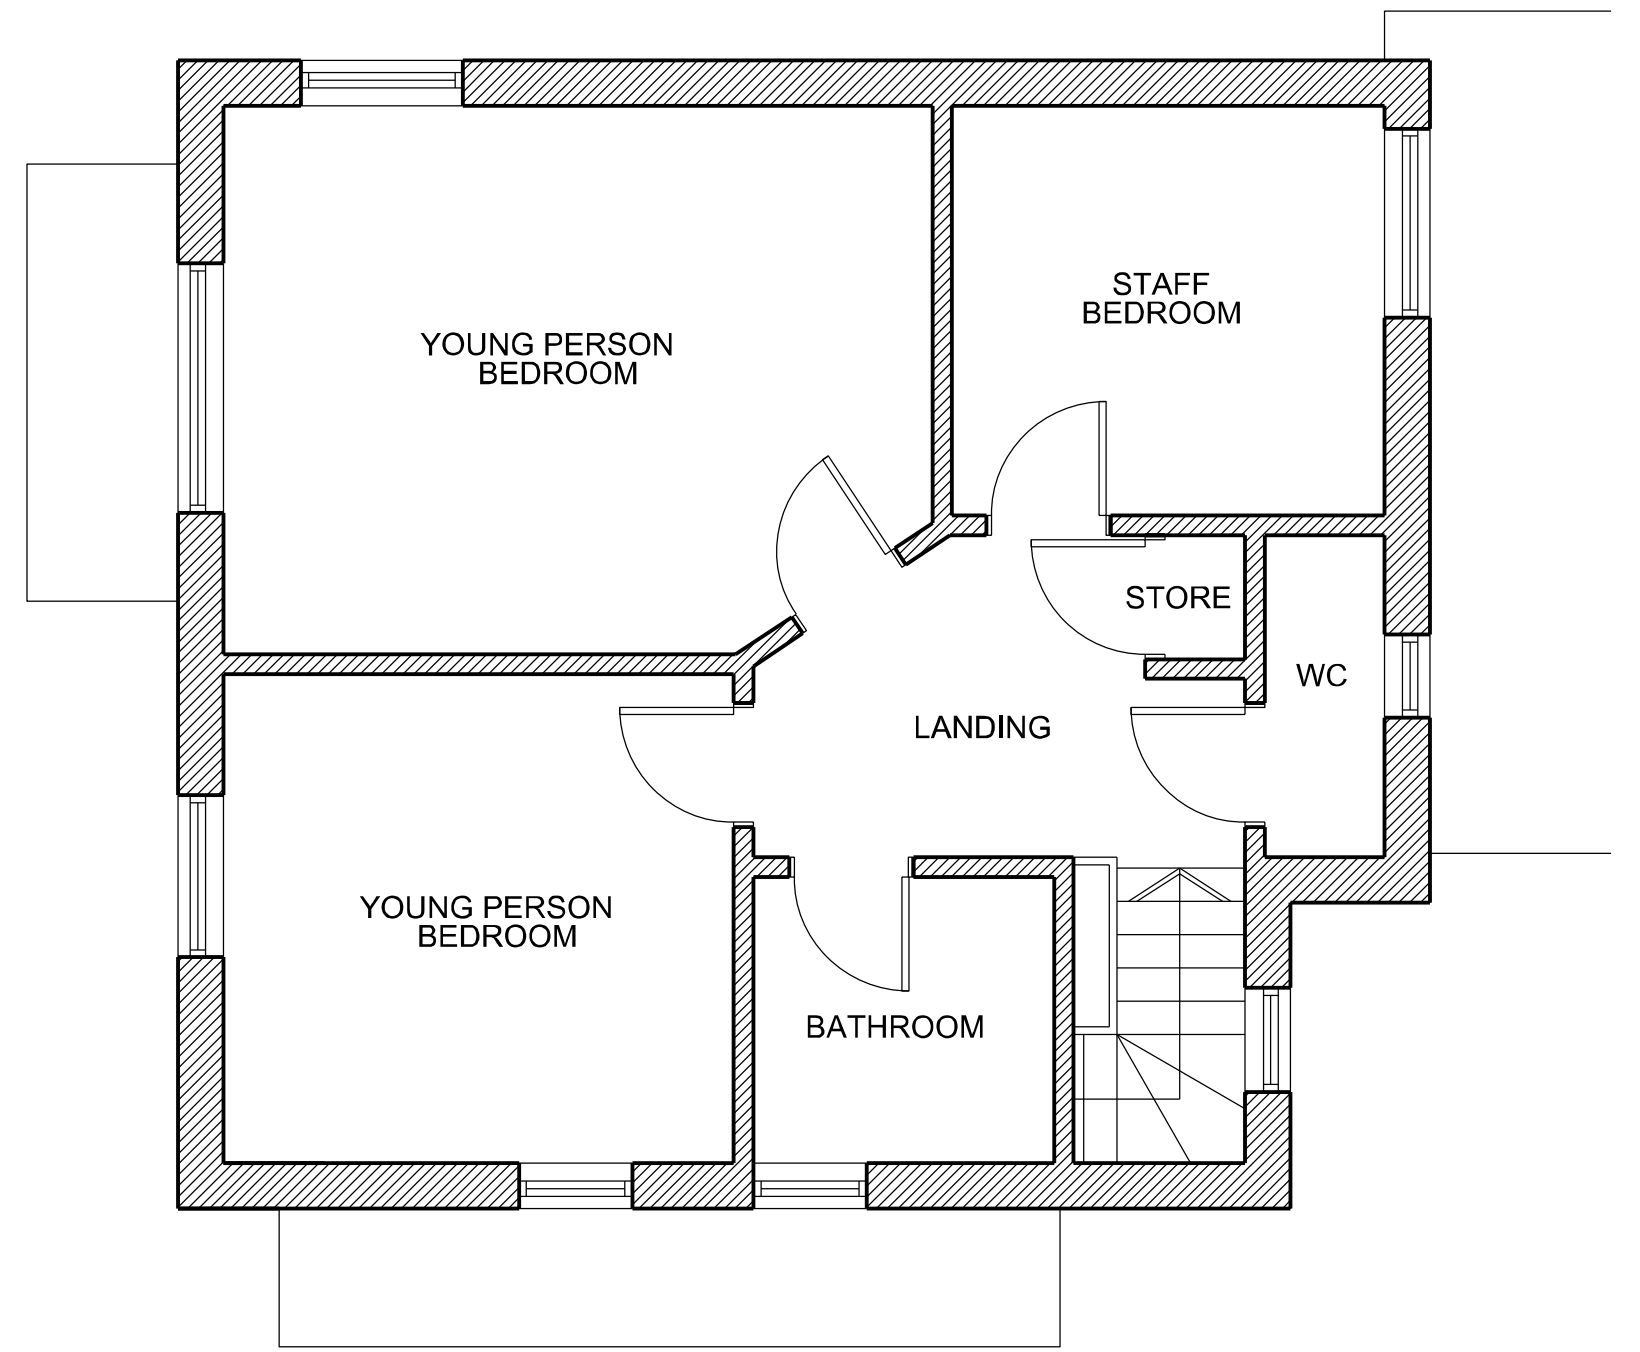 STAFF
BEDROOM
YOUNG PERSON
BEDROOM
STORE
WC
LANDING
YOUNG PERSON
BEDROOM
BATHROOM